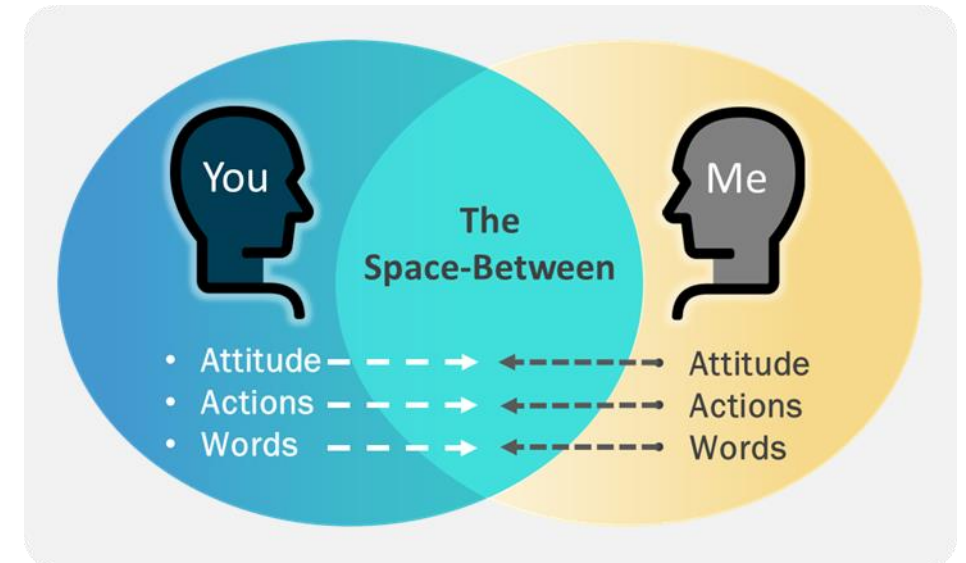 You
Me
The
Space-Between
• Attitude
• Actions
• Words
Attitude
Actions
Words